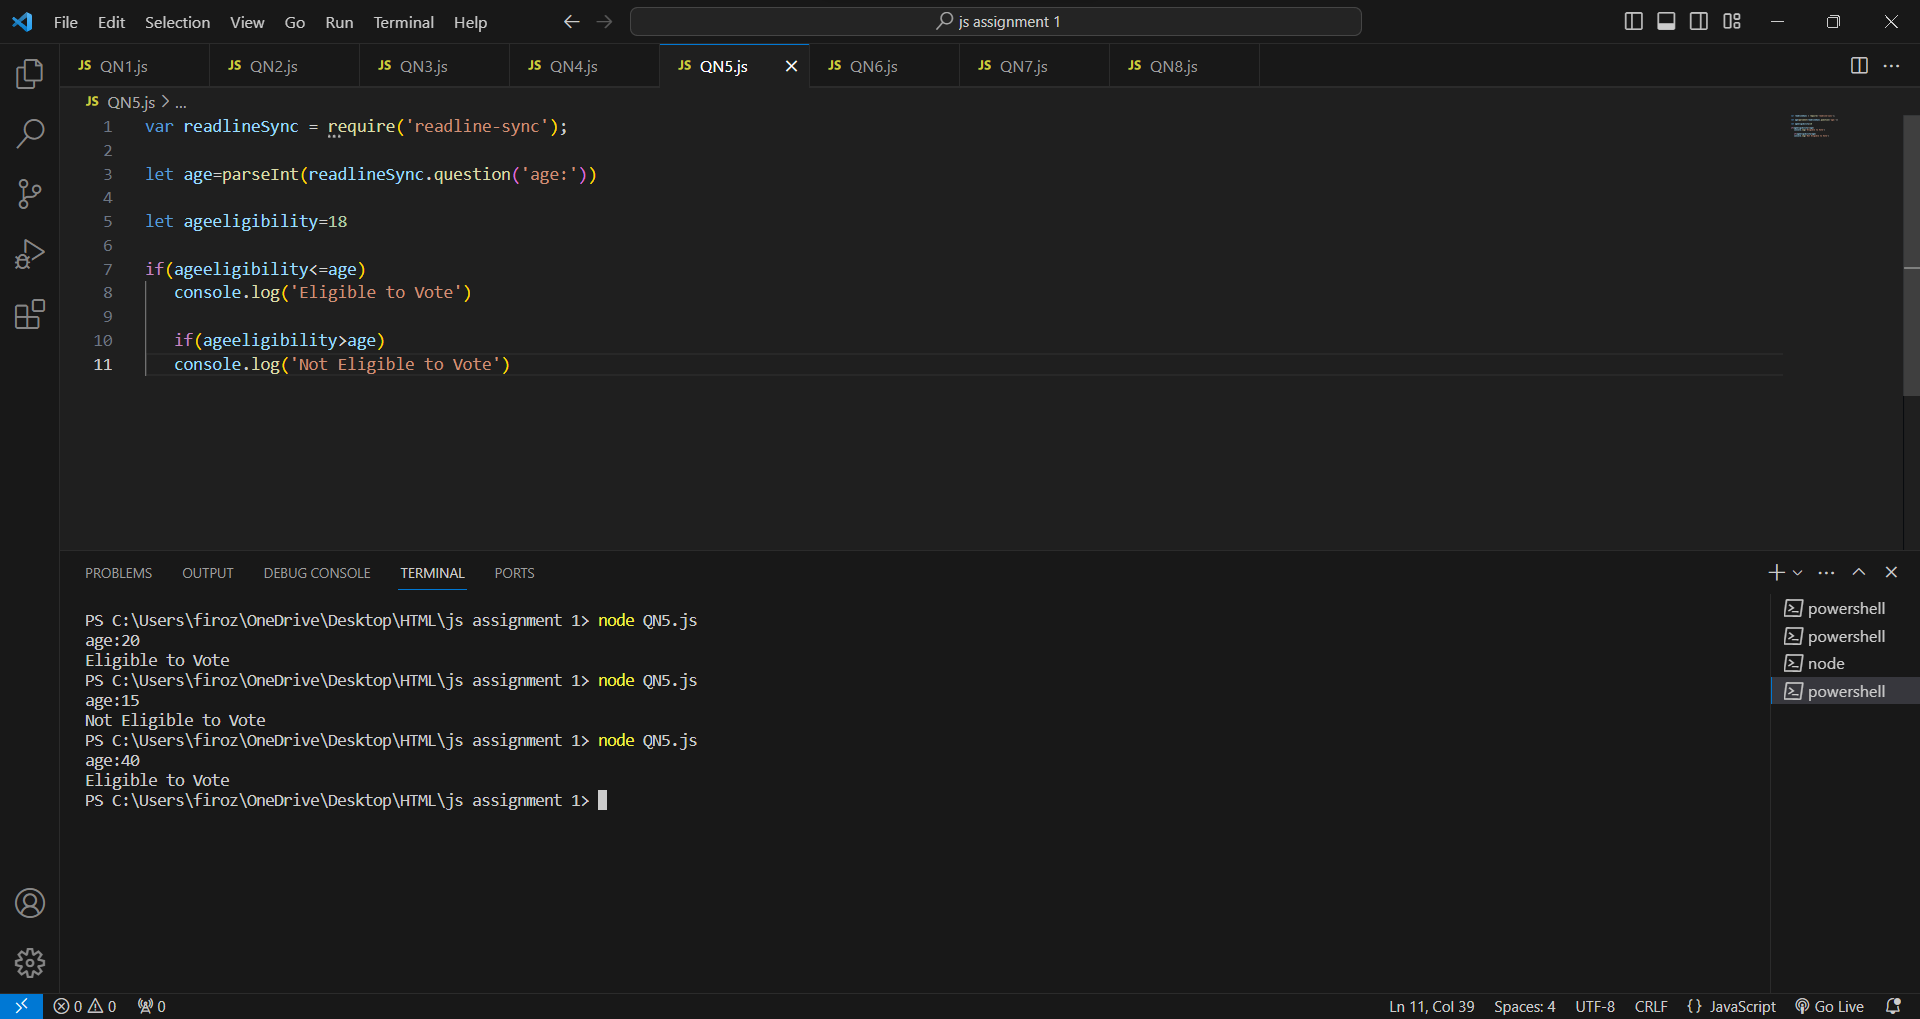 File Edit Selection View Go Run Terminal Help
js assignment 1
JS QN1.js JS QN2.js JS QN3.js JS QN4.js JS QN5.js JS QN6.js JS QN7.js JS QN8.js
JS QN5.js > ...
1 var readlineSync = require('readline-sync');
2
3 let age=parseInt(readlineSync.question('age:'))
4
5 let ageeligibility=18
6
7 if(ageeligibility<=age)
8 console.log('Eligible to Vote')
9
10 if(ageeligibility>age)
11 console.log('Not Eligible to Vote')
PROBLEMS OUTPUT DEBUG CONSOLE TERMINAL PORTS
PS C:\Users\firoz\OneDrive\Desktop\HTML\js assignment 1> node QN5.js
age:20
Eligible to Vote
PS C:\Users\firoz\OneDrive\Desktop\HTML\js assignment 1> node QN5.js
age:15
Not Eligible to Vote
PS C:\Users\firoz\OneDrive\Desktop\HTML\js assignment 1> node QN5.js
age:40
Eligible to Vote
PS C:\Users\firoz\OneDrive\Desktop\HTML\js assignment 1>
powershell
powershell
node
powershell
0 0 0 Ln 11, Col 39 Spaces: 4 UTF-8 CRLF {} JavaScript Go Live